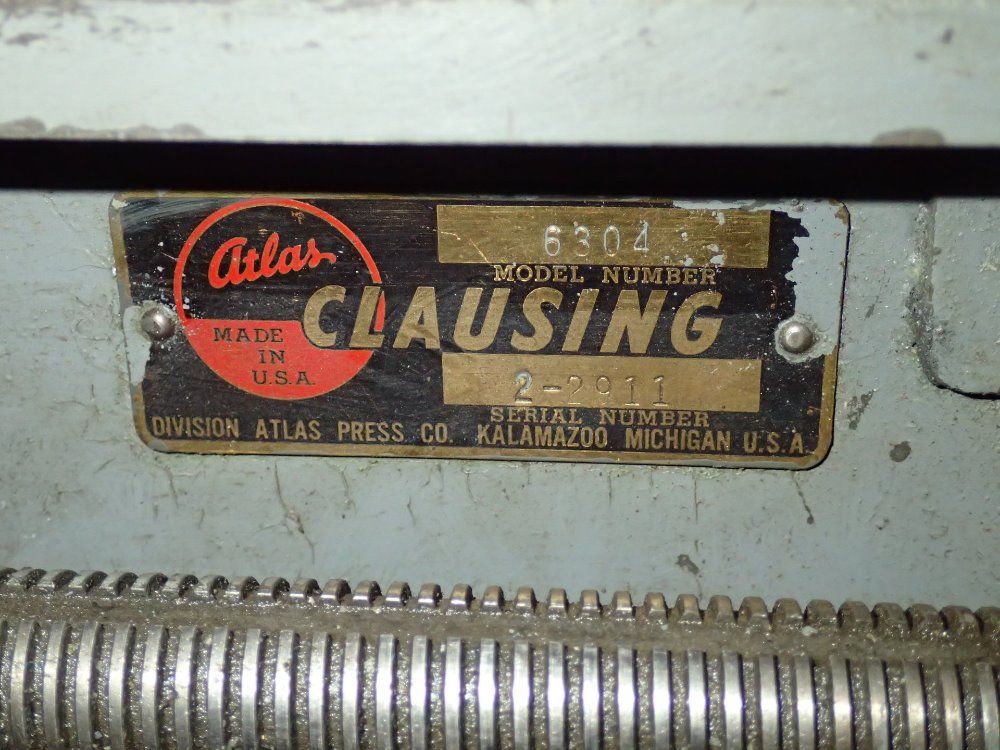 Atlas
MADE
IN
U.S.A.
6304
MODEL NUMBER
CLAUSING
2-2911
SERIAL NUMBER
DIVISION ATLAS PRESS CO. KALAMAZOO MICHIGAN U.S.A.